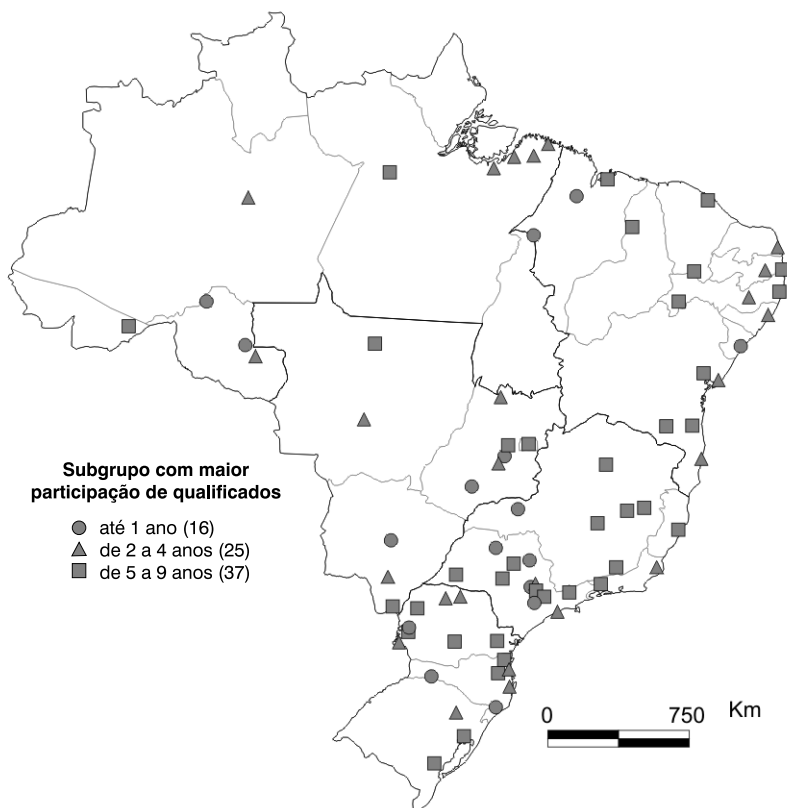 Subgrupo com maior
participação de qualificados
até 1 ano (16)
de 2 a 4 anos (25)
de 5 a 9 anos (37)
0 750 Km